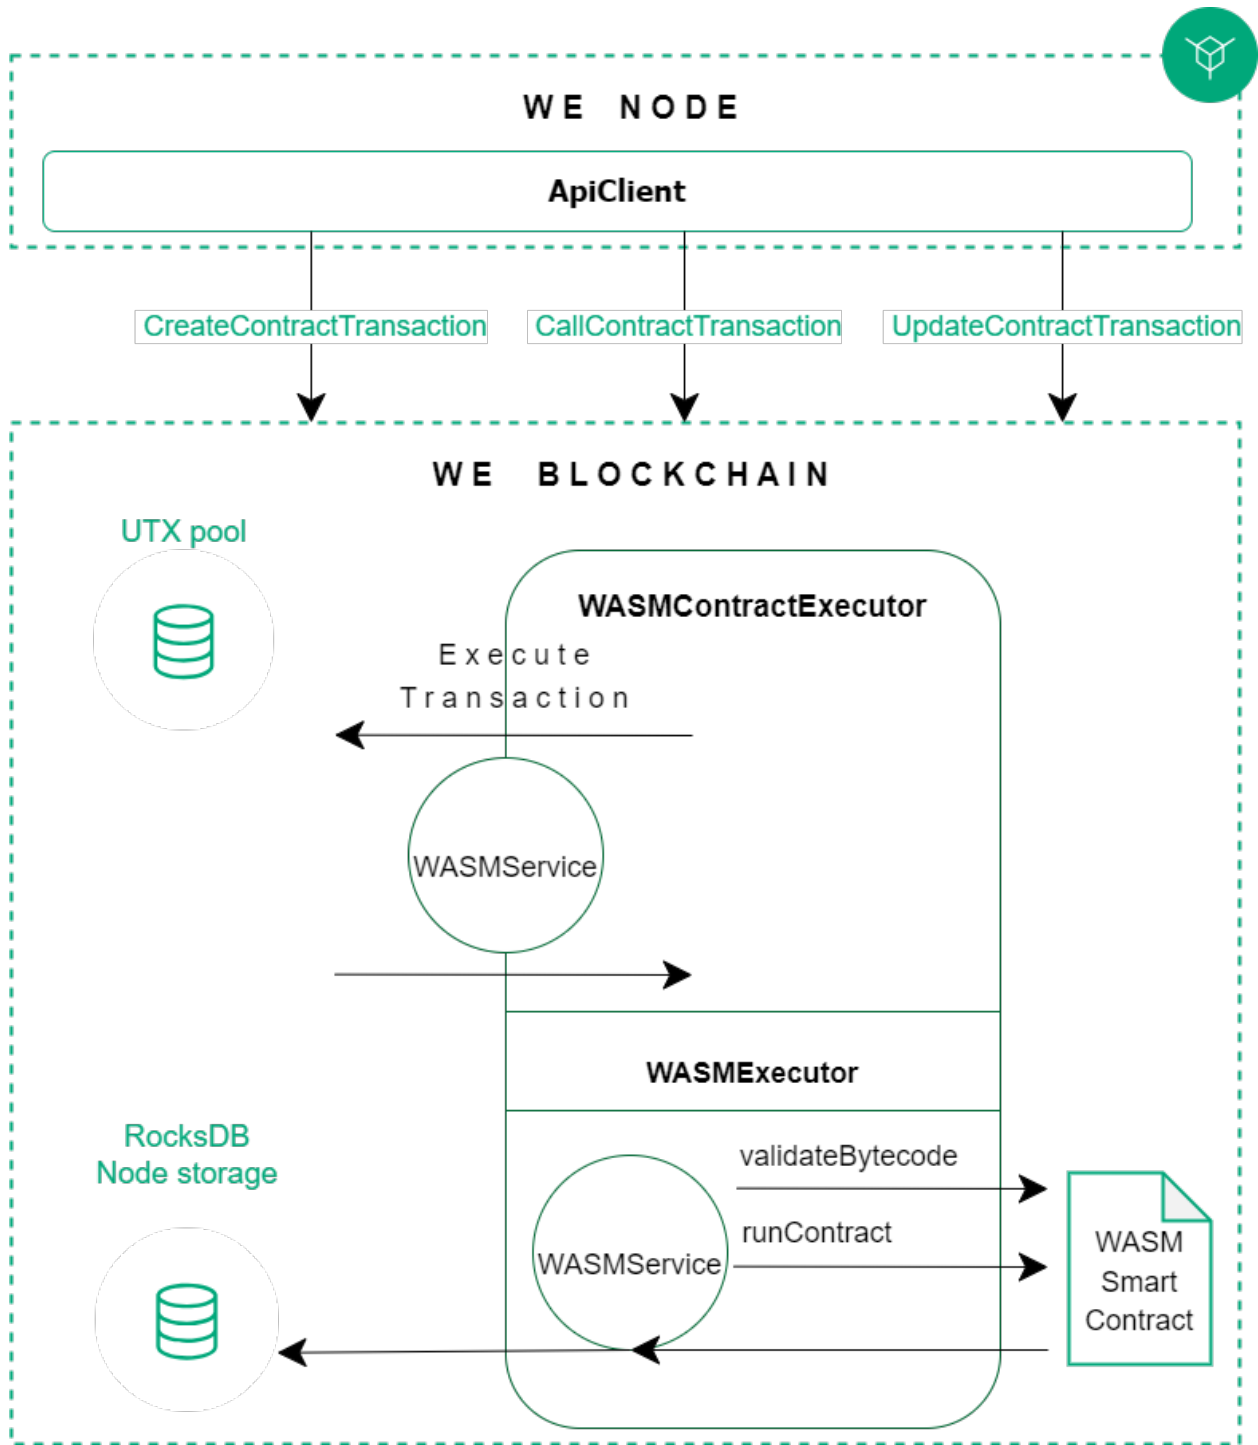 WE NODE
ApiClient
CreateContractTransaction
CallContractTransaction
UpdateContractTransaction
WE BLOCKCHAIN
UTX pool
WASMContractExecutor
Execute
Transaction
WASMService
WASMExecutor
RocksDB
Node storage
validateBytecode
runContract
WASMService
WASM
Smart
Contract